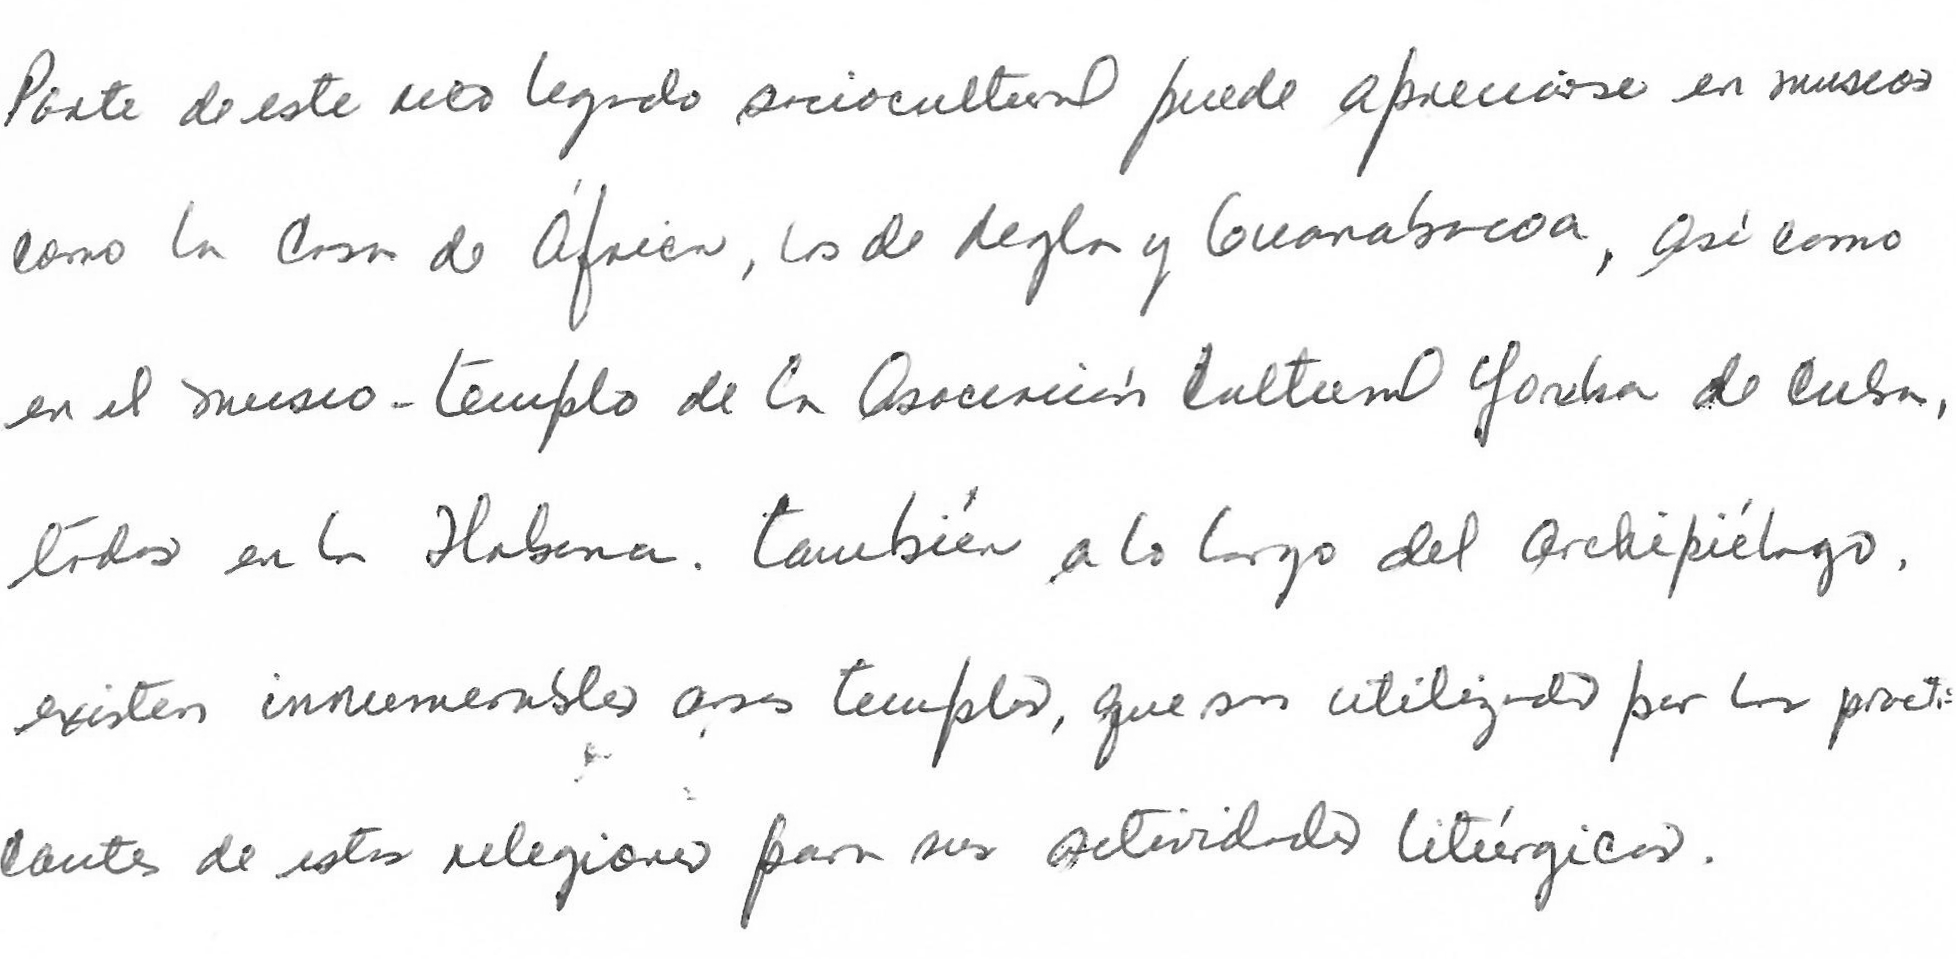 Parte de este rico legado sociocultural puede apreciarse en museos
como la Casa de África, los de Regla y Guanabacoa, así como
en el museo-templo de la Asociación Cultural Yoruba de Cuba,
todos en la Habana. También a lo largo del archipiélago,
existen innumerables casas templos, que son utilizados por los practi-
cantes de estas religiones para sus actividades litúrgicas.